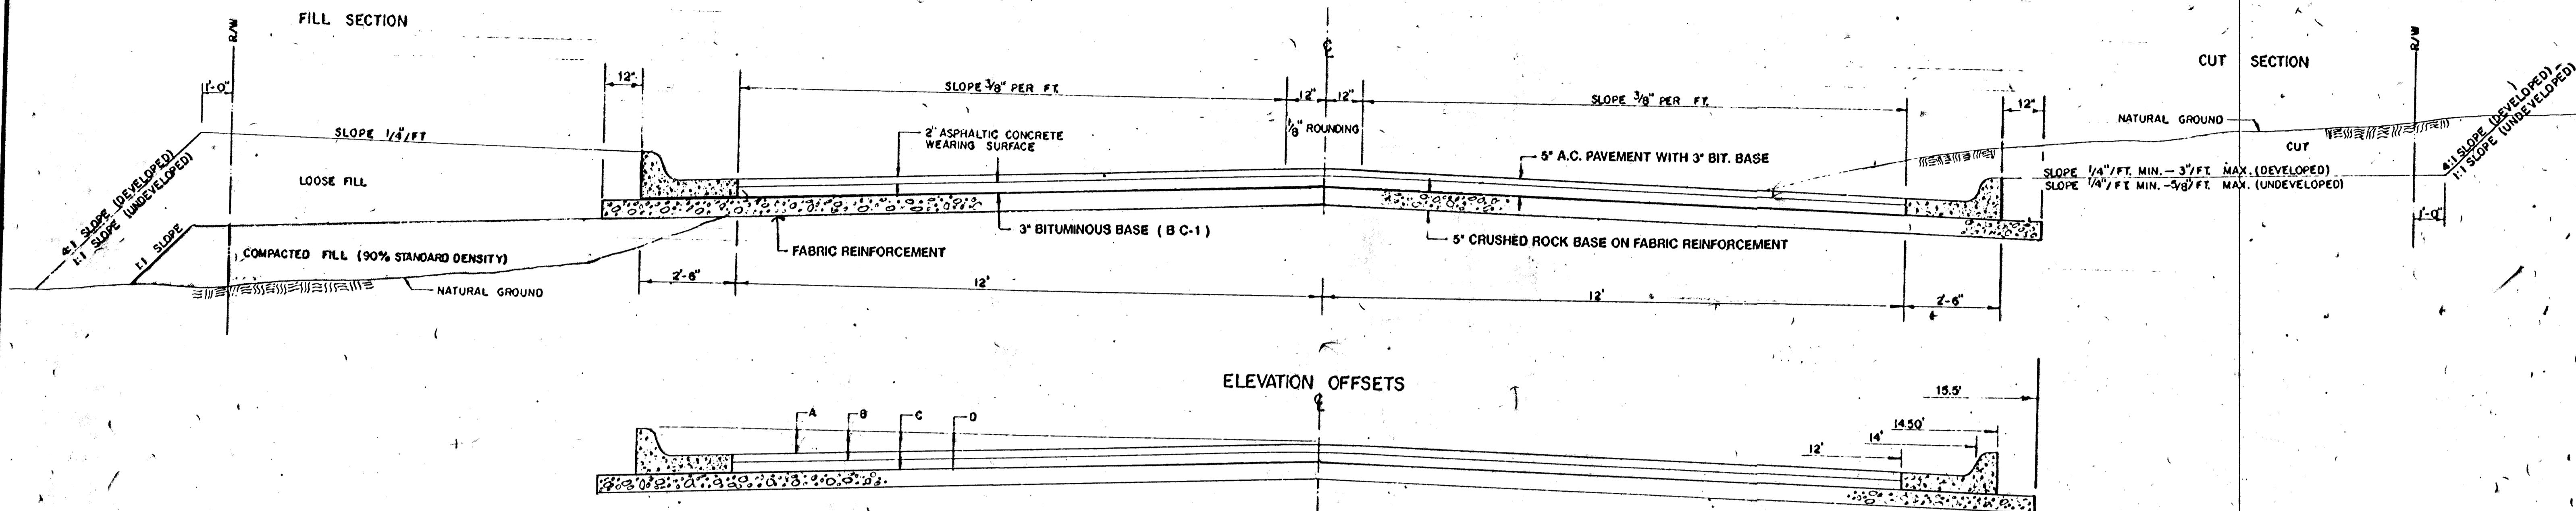 FILL SECTION
R/W
1'-0"
12"
SLOPE 3/8" PER FT.
℄
12"
12"
1/8" ROUNDING
SLOPE 3/8" PER FT.
12"
CUT SECTION
R/W
NATURAL GROUND
CUT
4:1 SLOPE (DEVELOPED)
1:1 SLOPE (UNDEVELOPED)
SLOPE 1/4"/FT
2" ASPHALTIC CONCRETE
WEARING SURFACE
5" A.C. PAVEMENT WITH 3" BIT. BASE
SLOPE 1/4"/FT. MIN. - 3"/FT. MAX. (DEVELOPED)
SLOPE 1/4"/FT MIN. -5/8"/FT. MAX. (UNDEVELOPED)
1'-0"
4:1 SLOPE (DEVELOPED)
1:1 SLOPE (UNDEVELOPED)
LOOSE FILL
1:1 SLOPE
COMPACTED FILL (90% STANDARD DENSITY)
NATURAL GROUND
3" BITUMINOUS BASE ( B C-1 )
FABRIC REINFORCEMENT
5" CRUSHED ROCK BASE ON FABRIC REINFORCEMENT
2'-6"
12'
12'
2'-6"
ELEVATION OFFSETS
℄
A
B
C
D
15.5'
14.50'
14'
12'